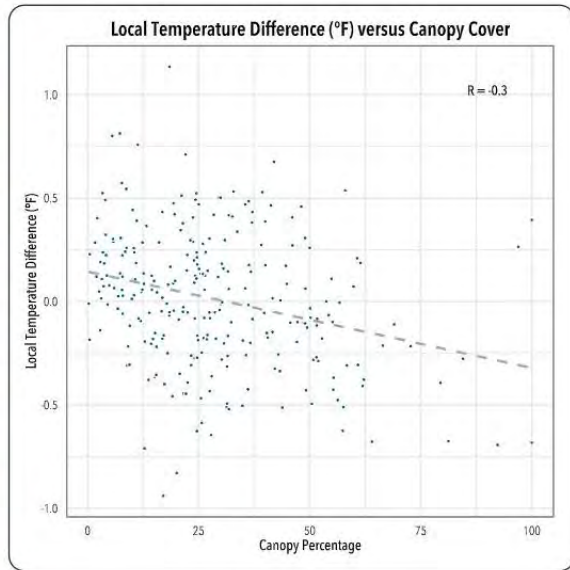 Local Temperature Difference (°F) versus Canopy Cover
R = -0.3
Local Temperature Difference (°F)
1.0
0.5
0.0
-0.5
-1.0
0 25 50 75 100
Canopy Percentage